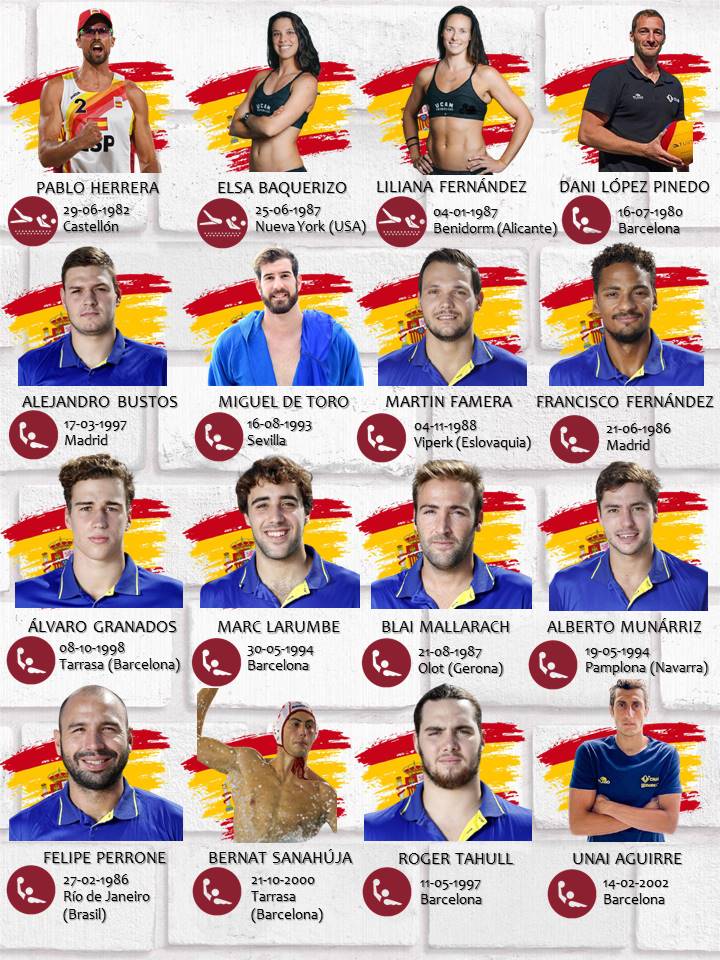 2
ESP
UCAM
UCAM
PABLO HERRERA
29-06-1982
Castellón
ELSA BAQUERIZO
25-06-1987
Nueva York (USA)
LILIANA FERNÁNDEZ
04-01-1987
Benidorm (Alicante)
DANI LÓPEZ PINEDO
16-07-1980
Barcelona
ALEJANDRO BUSTOS
17-03-1997
Madrid
MIGUEL DE TORO
16-08-1993
Sevilla
MARTIN FAMERA
04-11-1988
Viperk (Eslovaquia)
FRANCISCO FERNÁNDEZ
21-06-1986
Madrid
ÁLVARO GRANADOS
08-10-1998
Tarrasa (Barcelona)
MARC LARUMBE
30-05-1994
Barcelona
BLAI MALLARACH
21-08-1987
Olot (Gerona)
ALBERTO MUNÁRRIZ
19-05-1994
Pamplona (Navarra)
FELIPE PERRONE
27-02-1986
Río de Janeiro
(Brasil)
BERNAT SANAHÚJA
21-10-2000
Tarrasa
(Barcelona)
ROGER TAHULL
11-05-1997
Barcelona
UNAI AGUIRRE
14-02-2002
Barcelona